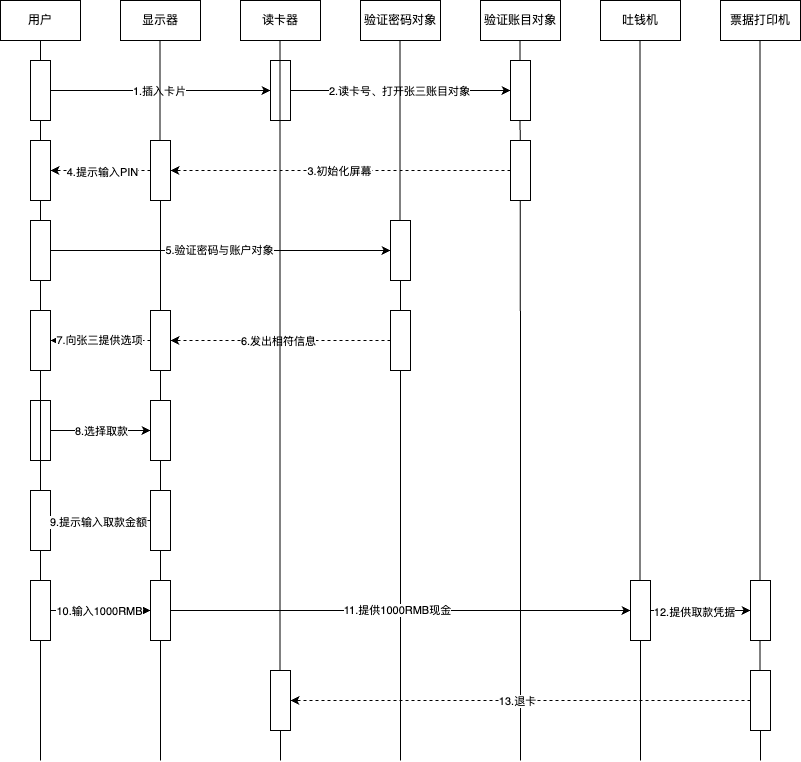 用户
显示器
读卡器
验证密码对象
验证账目对象
吐钱机
票据打印机
1.插入卡片
2.读卡号、打开张三账目对象
3.初始化屏幕
4.提示输入PIN
5.验证密码与账户对象
6.发出相符信息
7.向张三提供选项
8.选择取款
9.提示输入取款金额
10.输入1000RMB
11.提供1000RMB现金
12.提供取款凭据
13.退卡